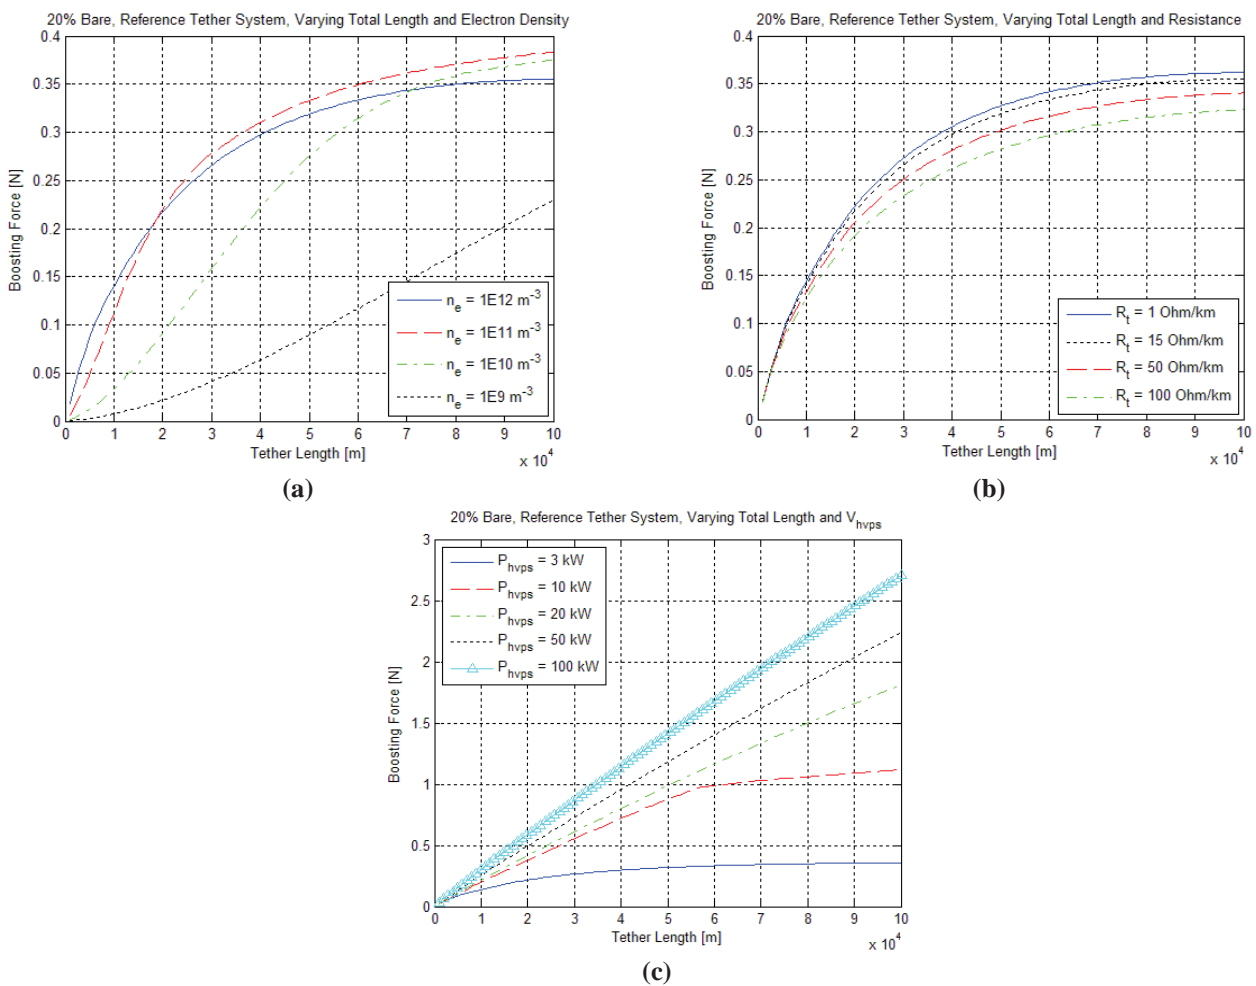 20% Bare, Reference Tether System, Varying Total Length and Electron Density
0.4
0.35
0.3
0.25
0.2
0.15
0.1
0.05
0
Boosting Force [N]
n_e = 1E12 m^-3
n_e = 1E11 m^-3
n_e = 1E10 m^-3
n_e = 1E9 m^-3
0 1 2 3 4 5 6 7 8 9 10
Tether Length [m]
x 10^4
(a)
20% Bare, Reference Tether System, Varying Total Length and Resistance
0.4
0.35
0.3
0.25
0.2
0.15
0.1
0.05
0
Boosting Force [N]
R_t = 1 Ohm/km
R_t = 15 Ohm/km
R_t = 50 Ohm/km
R_t = 100 Ohm/km
0 1 2 3 4 5 6 7 8 9 10
Tether Length [m]
x 10^4
(b)
20% Bare, Reference Tether System, Varying Total Length and V_hvps
3
2.5
2
1.5
1
0.5
0
Boosting Force [N]
P_hvps = 3 kW
P_hvps = 10 kW
P_hvps = 20 kW
P_hvps = 50 kW
P_hvps = 100 kW
0 1 2 3 4 5 6 7 8 9 10
Tether Length [m]
x 10^4
(c)